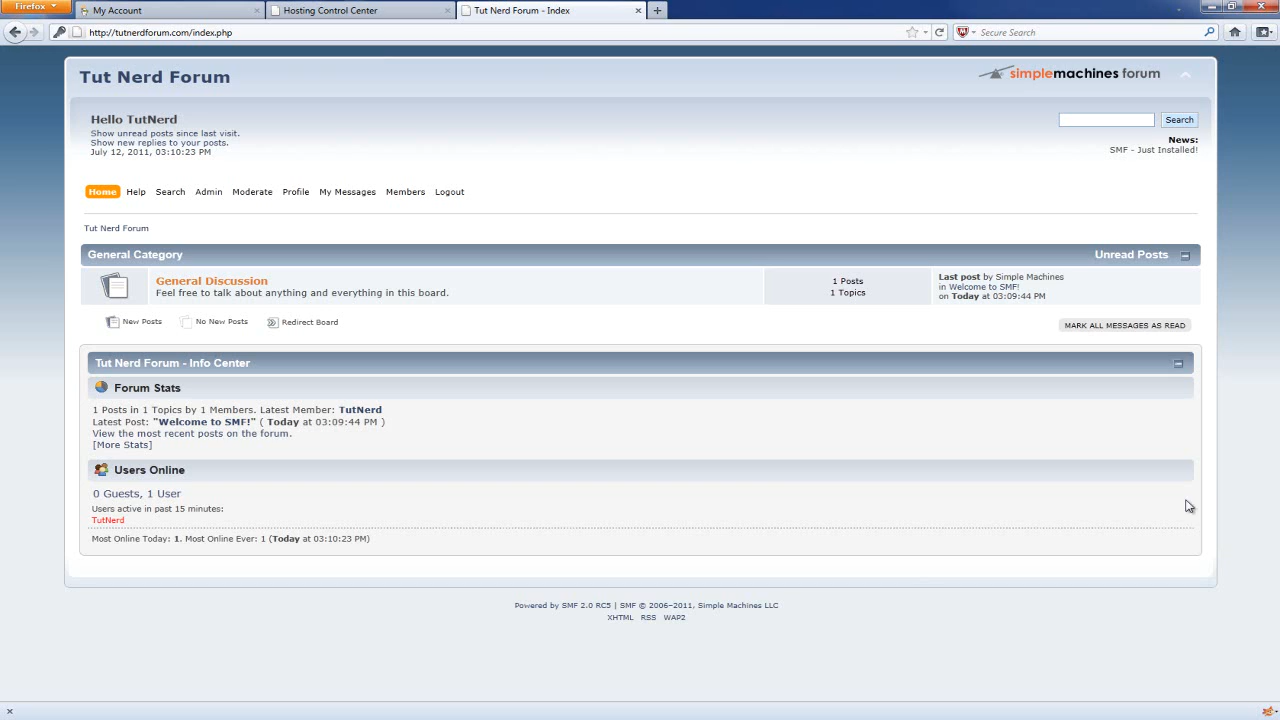 Firefox
My Account
Hosting Control Center
Tut Nerd Forum - Index
http://tutnerdforum.com/index.php
Secure Search
Tut Nerd Forum
simplemachines forum
Hello TutNerd
Show unread posts since last visit.
Show new replies to your posts.
July 12, 2011, 03:10:23 PM
Search
News:
SMF - Just Installed!
Home Help Search Admin Moderate Profile My Messages Members Logout
Tut Nerd Forum
General Category
Unread Posts
General Discussion
Feel free to talk about anything and everything in this board.
1 Posts
1 Topics
Last post by Simple Machines
in Welcome to SMF!
on Today at 03:09:44 PM
New Posts
No New Posts
Redirect Board
MARK ALL MESSAGES AS READ
Tut Nerd Forum - Info Center
Forum Stats
1 Posts in 1 Topics by 1 Members. Latest Member: TutNerd
Latest Post: "Welcome to SMF!" ( Today at 03:09:44 PM )
View the most recent posts on the forum.
[More Stats]
Users Online
0 Guests, 1 User
Users active in past 15 minutes:
TutNerd
Most Online Today: 1. Most Online Ever: 1 (Today at 03:10:23 PM)
Powered by SMF 2.0 RC5 | SMF © 2006–2011, Simple Machines LLC
XHTML RSS WAP2